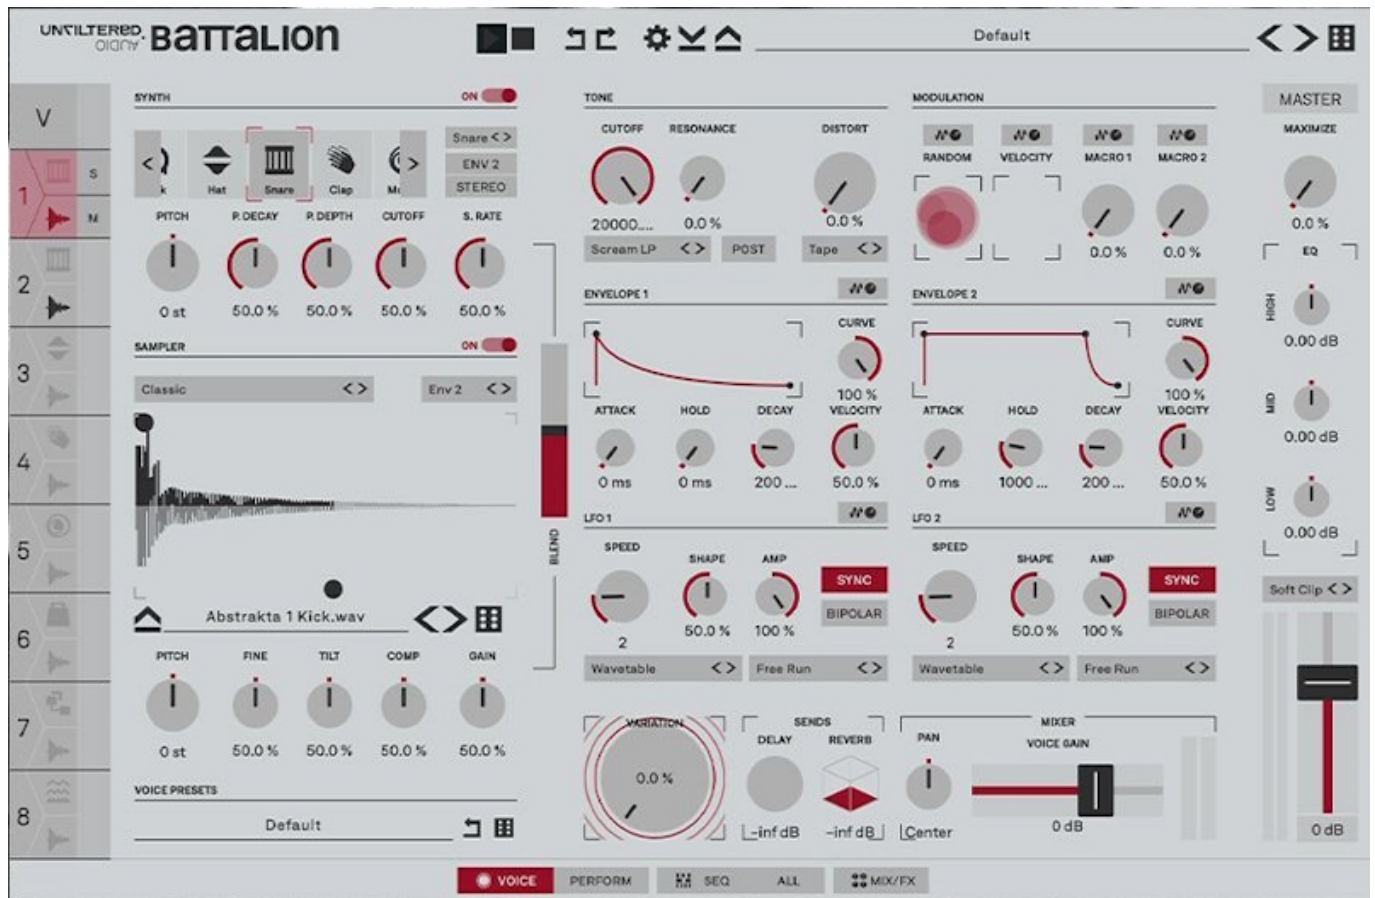 UNFILTERED AUDIO BATTALION
Default
V
1
S
M
2
3
4
5
6
7
8
SYNTH ON
Hat Snare Clap
Snare <>
ENV 2
STEREO
PITCH P. DECAY P. DEPTH CUTOFF S. RATE
0 st 50.0 % 50.0 % 50.0 % 50.0 %
SAMPLER ON
Classic <> Env 2 <>
BLEND
Abstrakta 1 Kick.wav
PITCH FINE TILT COMP GAIN
0 st 50.0 % 50.0 % 50.0 % 50.0 %
VOICE PRESETS
Default
TONE
CUTOFF RESONANCE DISTORT
20000.... 0.0 % 0.0 %
Scream LP <> POST Tape <>
ENVELOPE 1
CURVE
100 %
ATTACK HOLD DECAY VELOCITY
0 ms 0 ms 200 ... 50.0 %
LFO 1
SPEED SHAPE AMP SYNC
BIPOLAR
2 50.0 % 100 %
Wavetable <> Free Run <>
MODULATION
RANDOM VELOCITY MACRO 1 MACRO 2
0.0 % 0.0 %
ENVELOPE 2
CURVE
100 %
ATTACK HOLD DECAY VELOCITY
0 ms 1000 ... 200 ... 50.0 %
LFO 2
SPEED SHAPE AMP SYNC
BIPOLAR
2 50.0 % 100 %
Wavetable <> Free Run <>
VARIATION
0.0 %
SENDS
DELAY REVERB
-inf dB -inf dB
MIXER
PAN VOICE GAIN
Center 0 dB
MASTER
MAXIMIZE
0.0 %
EQ
HIGH
0.00 dB
MID
0.00 dB
LOW
0.00 dB
Soft Clip <>
0 dB
VOICE PERFORM SEQ ALL MIX/FX